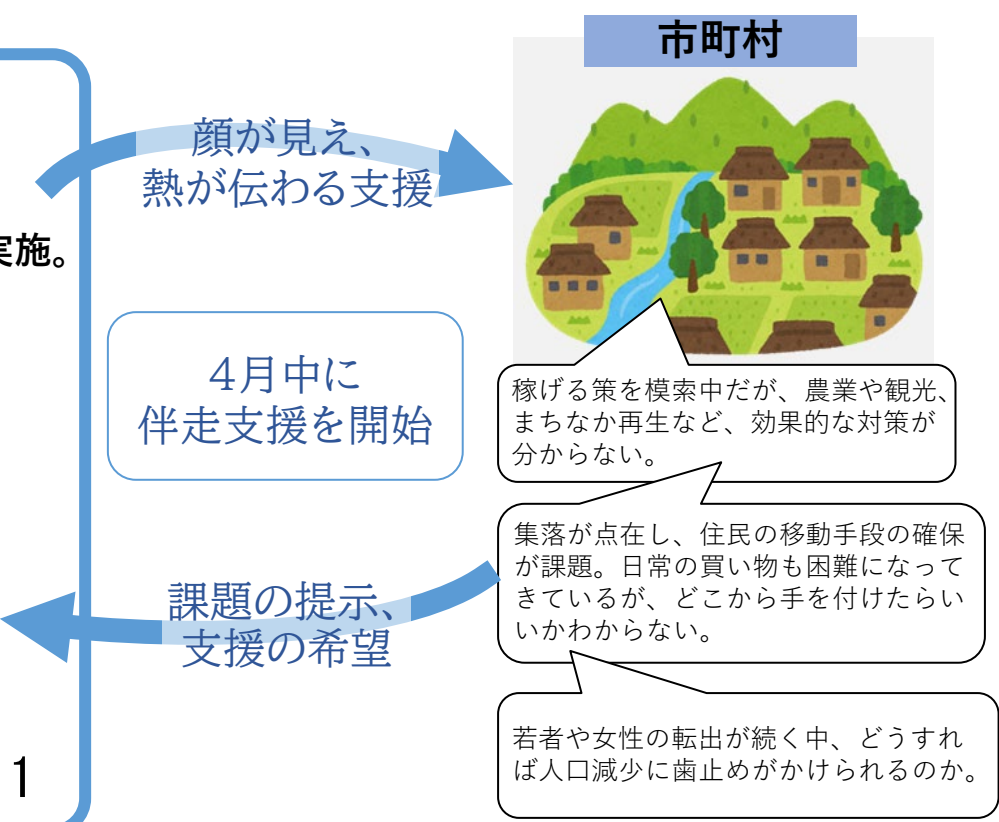 市町村
顔が見え、
熱が伝わる支援
実施。
4月中に
伴走支援を開始
稼げる策を模索中だが、農業や観光、
まちなか再生など、効果的な対策が
分からない。
集落が点在し、住民の移動手段の確保
が課題。日常の買い物も困難になって
きているが、どこから手を付けたらい
いかわからない。
課題の提示、
支援の希望
若者や女性の転出が続く中、どうすれ
ば人口減少に歯止めがかけられるのか。
1